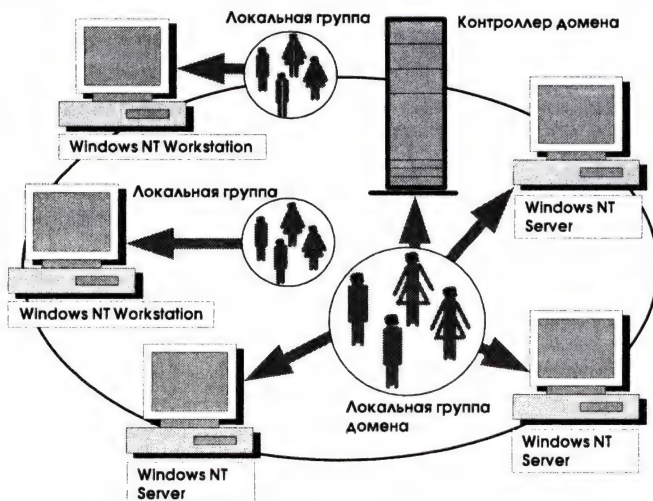 Локальная группа
Контроллер домена
Windows NT Workstation
Локальная группа
Windows NT
Server
Windows NT Workstation
Локальная группа
домена
Windows NT
Server
Windows NT
Server